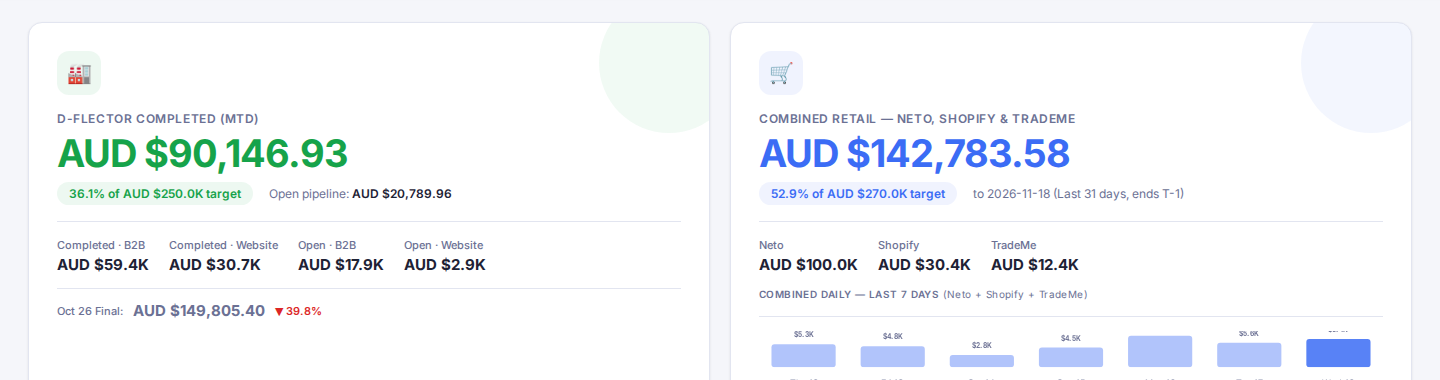 D-FLECTOR COMPLETED (MTD)
AUD $90,146.93
36.1% of AUD $250.0K target
Open pipeline: AUD $20,789.96
Completed · B2B
AUD $59.4K
Completed · Website
AUD $30.7K
Open · B2B
AUD $17.9K
Open · Website
AUD $2.9K
Oct 26 Final: AUD $149,805.40 ▼ 39.8%
COMBINED RETAIL — NETO, SHOPIFY & TRADEME
AUD $142,783.58
52.9% of AUD $270.0K target
to 2026-11-18 (Last 31 days, ends T-1)
Neto
AUD $100.0K
Shopify
AUD $30.4K
TradeMe
AUD $12.4K
COMBINED DAILY — LAST 7 DAYS (Neto + Shopify + TradeMe)
$5.3K
$4.8K
$2.8K
$4.5K
$5.6K